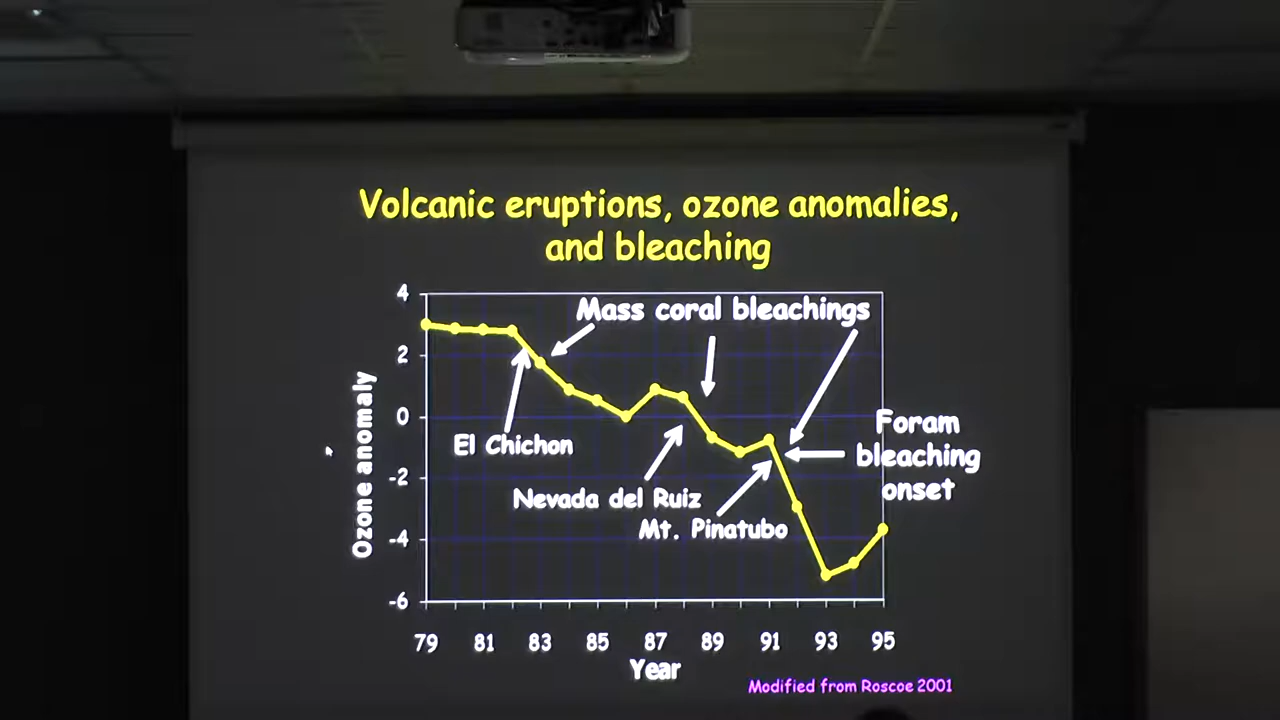 Volcanic eruptions, ozone anomalies,
and bleaching
Mass coral bleachings
El Chichon
Nevada del Ruiz
Mt. Pinatubo
Foram
bleaching
onset
Ozone anomaly
4
2
0
-2
-4
-6
79 81 83 85 87 89 91 93 95
Year
Modified from Roscoe 2001